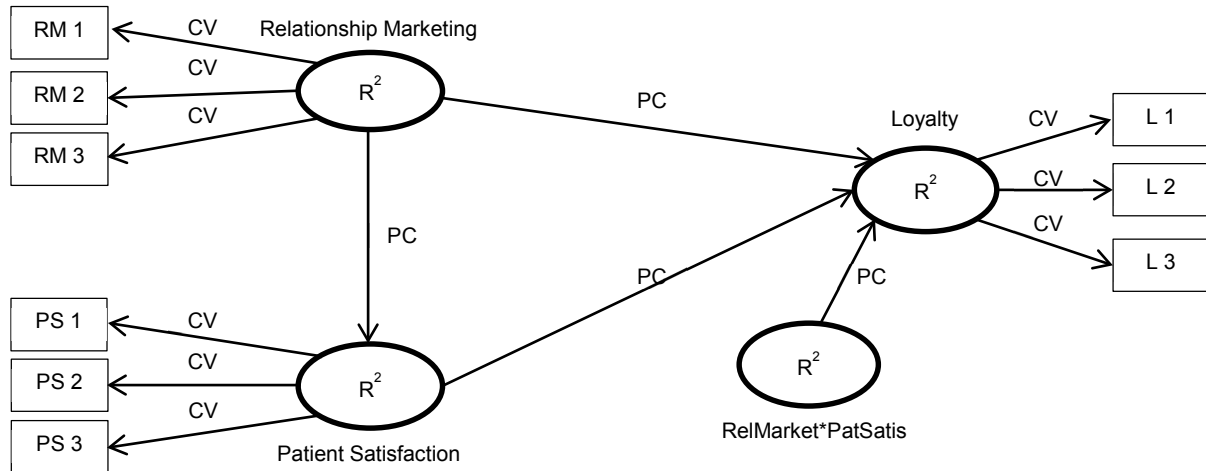 RM 1
CV
Relationship Marketing
RM 2
CV
R²
RM 3
CV
PC
Loyalty
CV
L 1
R²
CV
L 2
CV
L 3
PC
PC
PC
PS 1
CV
PS 2
CV
R²
PS 3
CV
Patient Satisfaction
R²
RelMarket*PatSatis